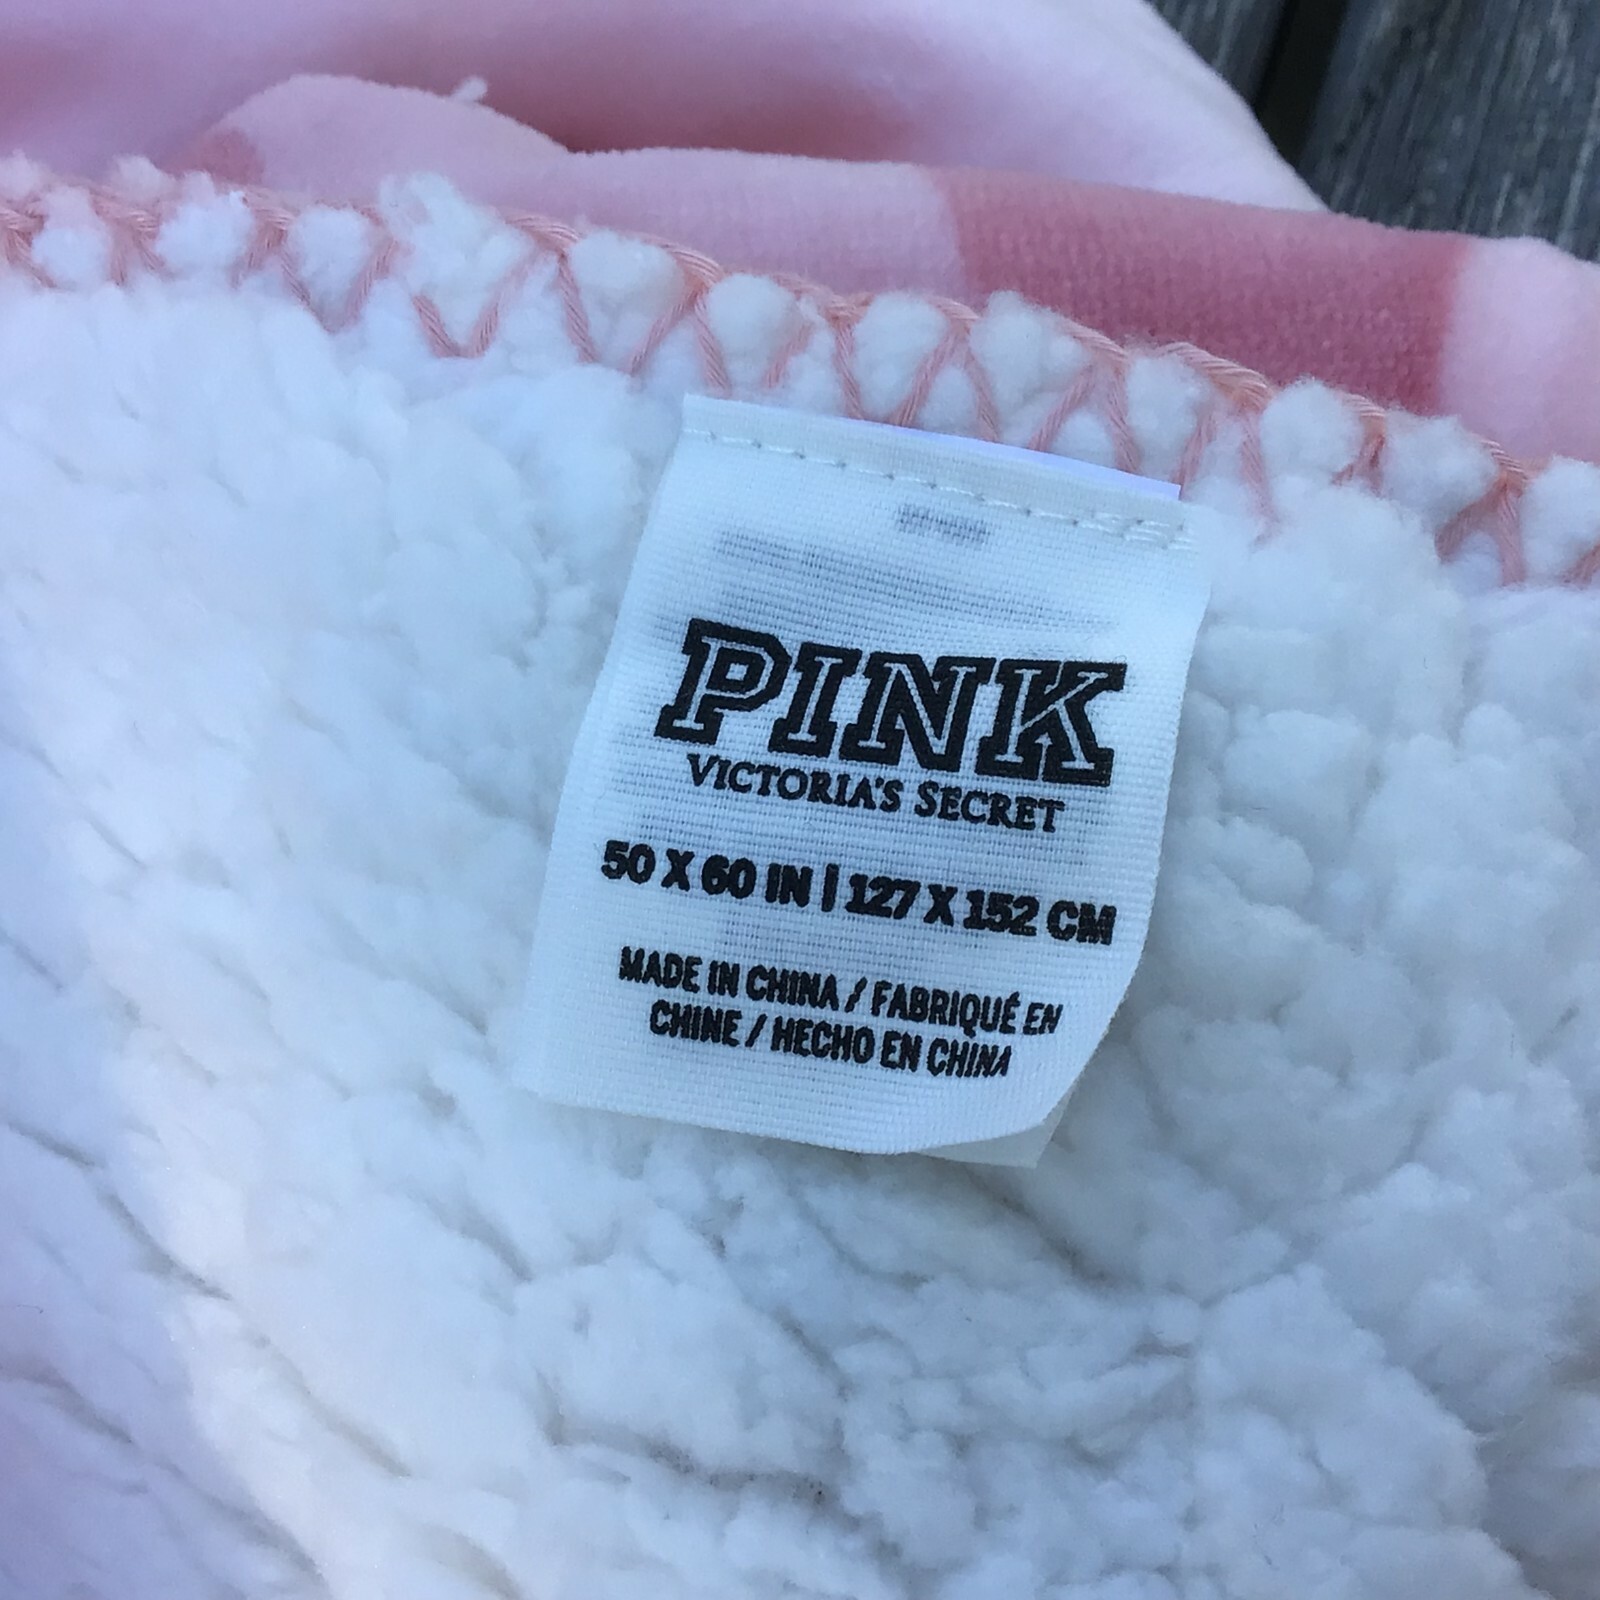 PINK
VICTORIA'S SECRET
50 X 60 IN | 127 X 152 CM
MADE IN CHINA / FABRIQUÉ EN
CHINE / HECHO EN CHINA